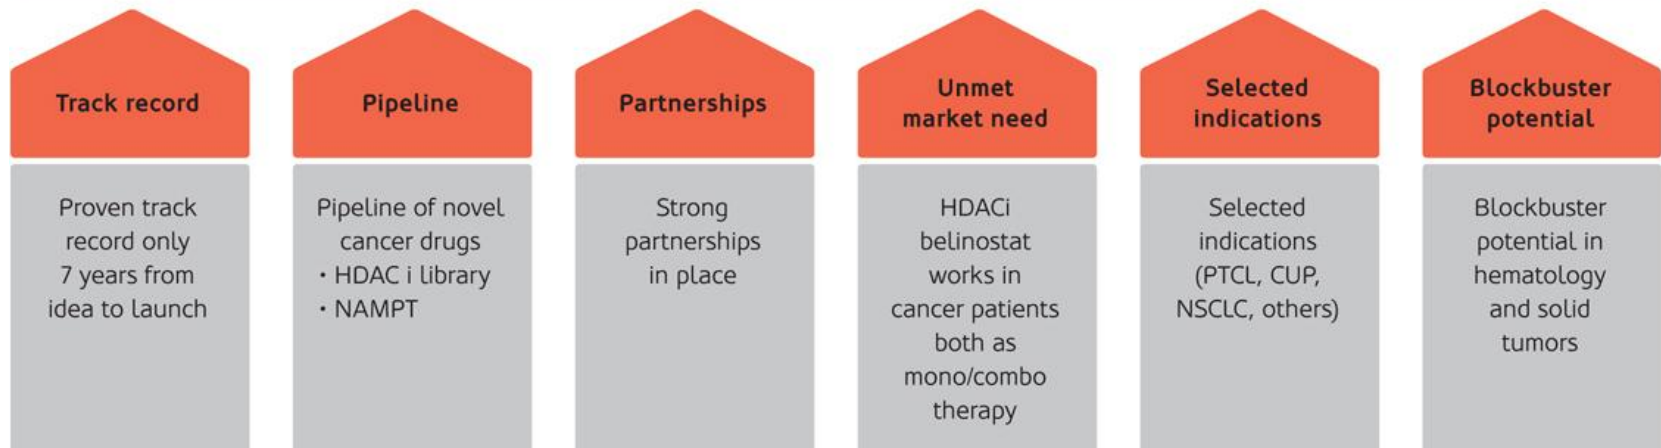 Track record
Proven track
record only
7 years from
idea to launch
Pipeline
Pipeline of novel
cancer drugs
• HDAC i library
• NAMPT
Partnerships
Strong
partnerships
in place
Unmet
market need
HDACi
belinostat
works in
cancer patients
both as
mono/combo
therapy
Selected
indications
Selected
indications
(PTCL, CUP,
NSCLC, others)
Blockbuster
potential
Blockbuster
potential in
hematology
and solid
tumors